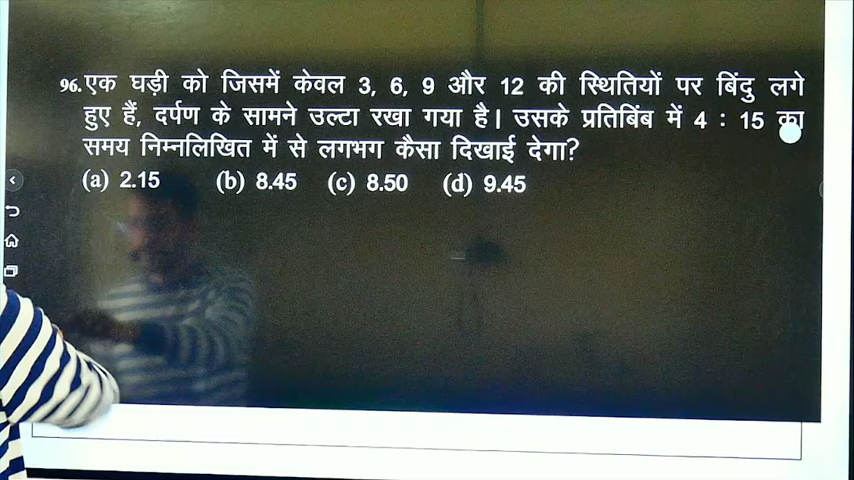 96. एक घड़ी को जिसमें केवल 3, 6, 9 और 12 की स्थितियों पर बिंदु लगे
हुए हैं, दर्पण के सामने उल्टा रखा गया है। उसके प्रतिबिंब में 4 : 15 का
समय निम्नलिखित में से लगभग कैसा दिखाई देगा?
(a) 2.15 (b) 8.45 (c) 8.50 (d) 9.45